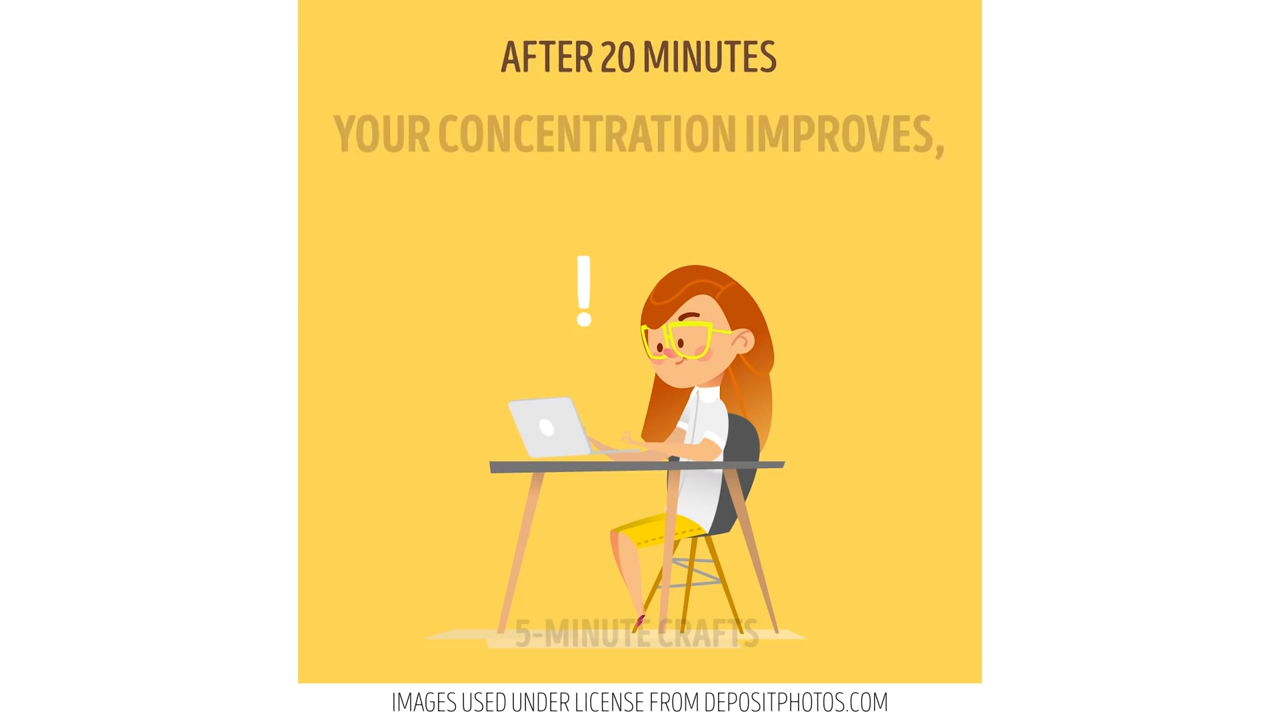 AFTER 20 MINUTES
YOUR CONCENTRATION IMPROVES,
!
5-MINUTE CRAFTS
IMAGES USED UNDER LICENSE FROM DEPOSITPHOTOS.COM